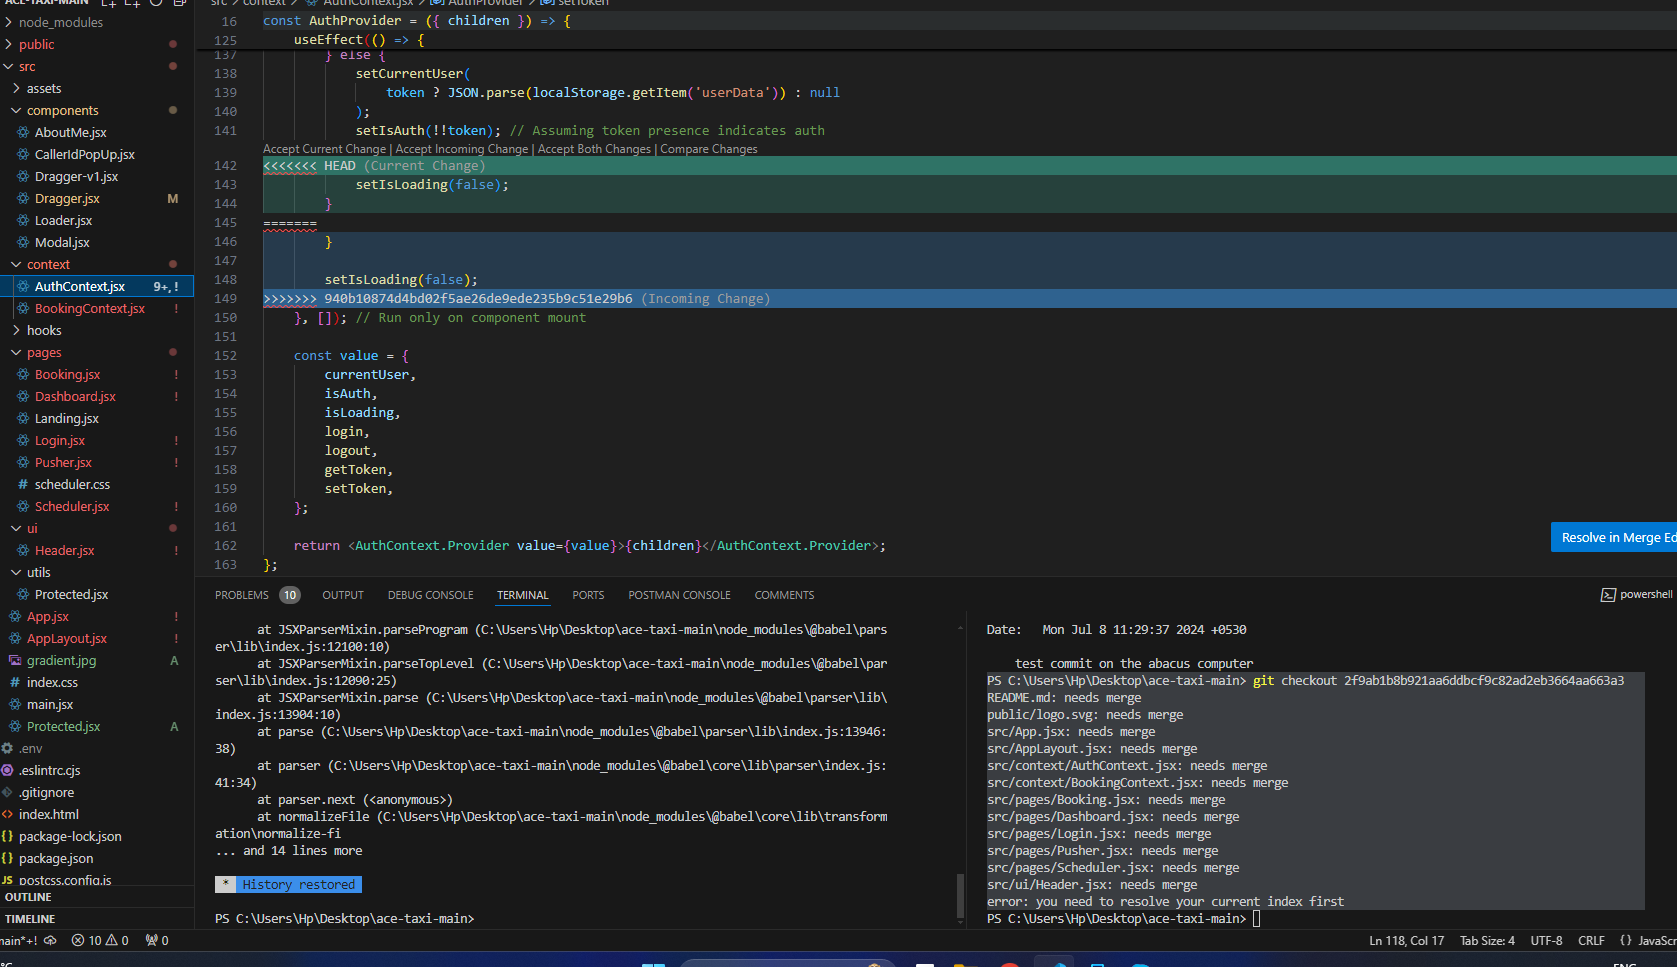 ACE-TAXI-MAIN
node_modules
public
src
assets
components
AboutMe.jsx
CallerIdPopUp.jsx
Dragger-v1.jsx
Dragger.jsx M
Loader.jsx
Modal.jsx
context
AuthContext.jsx 9+, !
BookingContext.jsx !
hooks
pages
Booking.jsx !
Dashboard.jsx !
Landing.jsx
Login.jsx !
Pusher.jsx !
scheduler.css
Scheduler.jsx !
ui
Header.jsx !
utils
Protected.jsx
App.jsx !
AppLayout.jsx !
gradient.jpg A
index.css
main.jsx
Protected.jsx A
.env
.eslintrc.cjs
.gitignore
index.html
package-lock.json
package.json
postcss.config.js
OUTLINE
TIMELINE
src > context > AuthContext.jsx > AuthProvider > setToken
16 const AuthProvider = ({ children }) => {
125 useEffect(() => {
137 } else {
138 setCurrentUser(
139 token ? JSON.parse(localStorage.getItem('userData')) : null
140 );
141 setIsAuth(!!token); // Assuming token presence indicates auth
Accept Current Change | Accept Incoming Change | Accept Both Changes | Compare Changes
142 <<<<<<< HEAD (Current Change)
143 setIsLoading(false);
144 }
145 =======
146 }
147
148 setIsLoading(false);
149 >>>>>>> 940b10874d4bd02f5ae26de9ede235b9c51e29b6 (Incoming Change)
150 }, []); // Run only on component mount
151
152 const value = {
153 currentUser,
154 isAuth,
155 isLoading,
156 login,
157 logout,
158 getToken,
159 setToken,
160 };
161
162 return <AuthContext.Provider value={value}>{children}</AuthContext.Provider>;
163 };
Resolve in Merge Ed
PROBLEMS 10 OUTPUT DEBUG CONSOLE TERMINAL PORTS POSTMAN CONSOLE COMMENTS
powershell
at JSXParserMixin.parseProgram (C:\Users\Hp\Desktop\ace-taxi-main\node_modules\@babel\pars
er\lib\index.js:12100:10)
at JSXParserMixin.parseTopLevel (C:\Users\Hp\Desktop\ace-taxi-main\node_modules\@babel\par
ser\lib\index.js:12090:25)
at JSXParserMixin.parse (C:\Users\Hp\Desktop\ace-taxi-main\node_modules\@babel\parser\lib\
index.js:13904:10)
at parse (C:\Users\Hp\Desktop\ace-taxi-main\node_modules\@babel\parser\lib\index.js:13946:
38)
at parser (C:\Users\Hp\Desktop\ace-taxi-main\node_modules\@babel\core\lib\parser\index.js:
41:34)
at parser.next (<anonymous>)
at normalizeFile (C:\Users\Hp\Desktop\ace-taxi-main\node_modules\@babel\core\lib\transform
ation\normalize-fi
... and 14 lines more
* History restored
PS C:\Users\Hp\Desktop\ace-taxi-main>
Date: Mon Jul 8 11:29:37 2024 +0530
test commit on the abacus computer
PS C:\Users\Hp\Desktop\ace-taxi-main> git checkout 2f9ab1b8b921aa6ddbcf9c82ad2eb3664aa663a3
README.md: needs merge
public/logo.svg: needs merge
src/App.jsx: needs merge
src/AppLayout.jsx: needs merge
src/context/AuthContext.jsx: needs merge
src/context/BookingContext.jsx: needs merge
src/pages/Booking.jsx: needs merge
src/pages/Dashboard.jsx: needs merge
src/pages/Login.jsx: needs merge
src/pages/Pusher.jsx: needs merge
src/pages/Scheduler.jsx: needs merge
src/ui/Header.jsx: needs merge
error: you need to resolve your current index first
PS C:\Users\Hp\Desktop\ace-taxi-main>
main*+! 10 0 0
Ln 118, Col 17 Tab Size: 4 UTF-8 CRLF {} JavaScr
°C
ENG